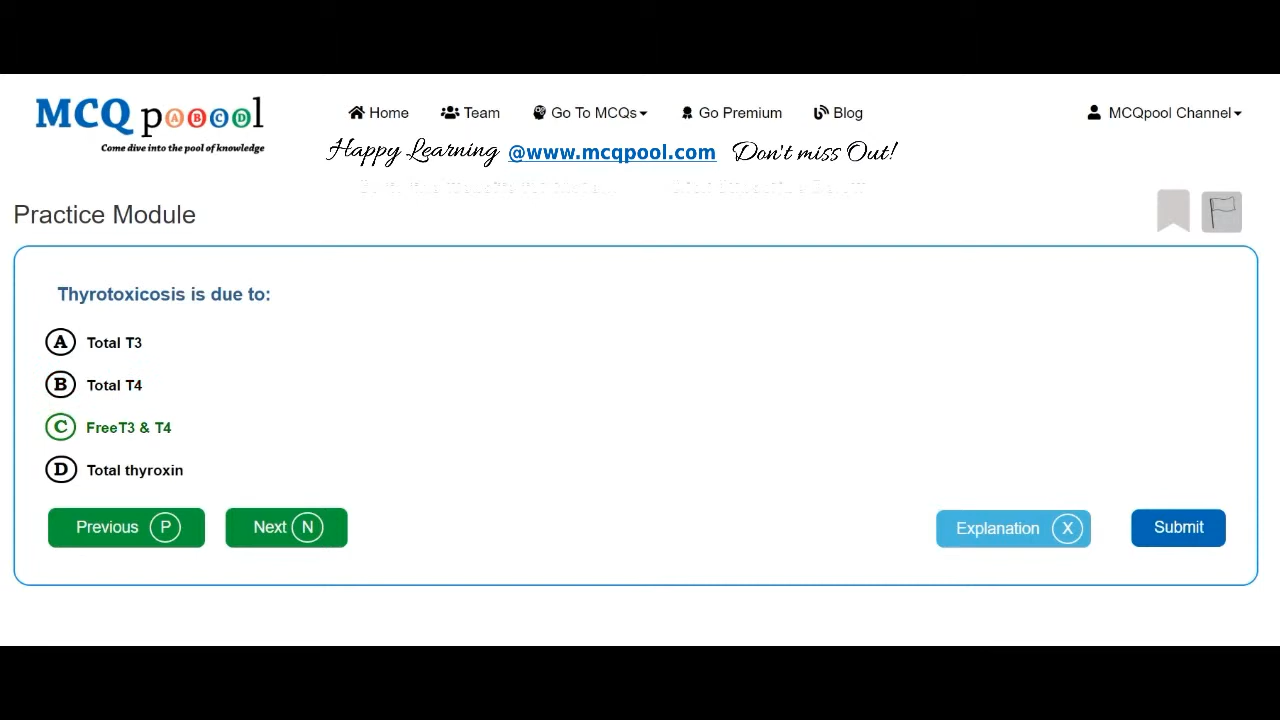 MCQ poool
ABCD
Come dive into the pool of knowledge
Home Team Go To MCQs Go Premium Blog MCQpool Channel
Happy Learning @www.mcqpool.com Don't miss Out!
Practice Module
Thyrotoxicosis is due to:
A Total T3
B Total T4
C FreeT3 & T4
D Total thyroxin
Previous P Next N Explanation X Submit